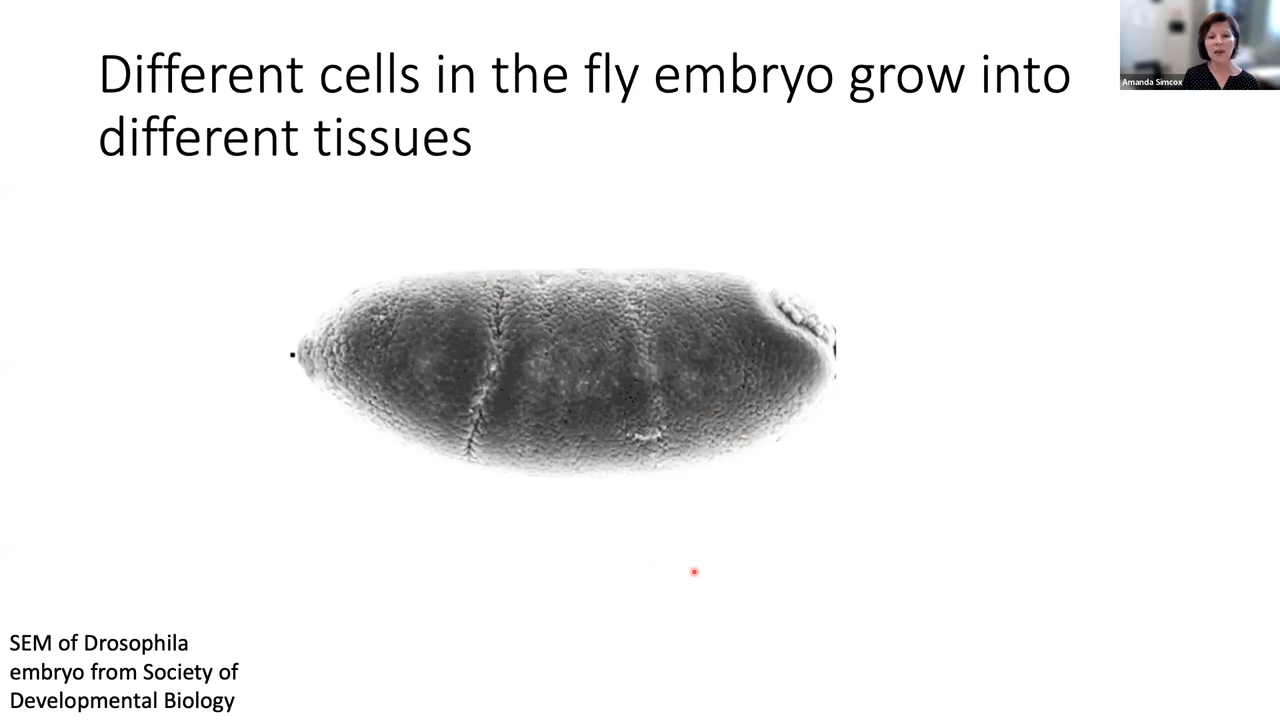 Different cells in the fly embryo grow into
different tissues
Amanda Simcox
SEM of Drosophila
embryo from Society of
Developmental Biology